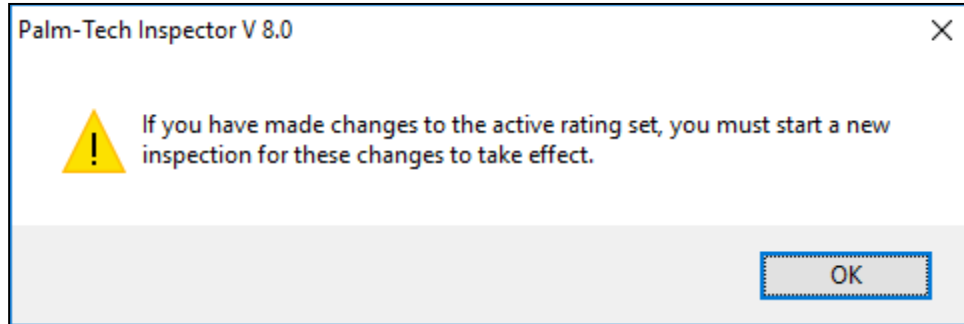 Palm-Tech Inspector V 8.0
If you have made changes to the active rating set, you must start a new
inspection for these changes to take effect.
OK